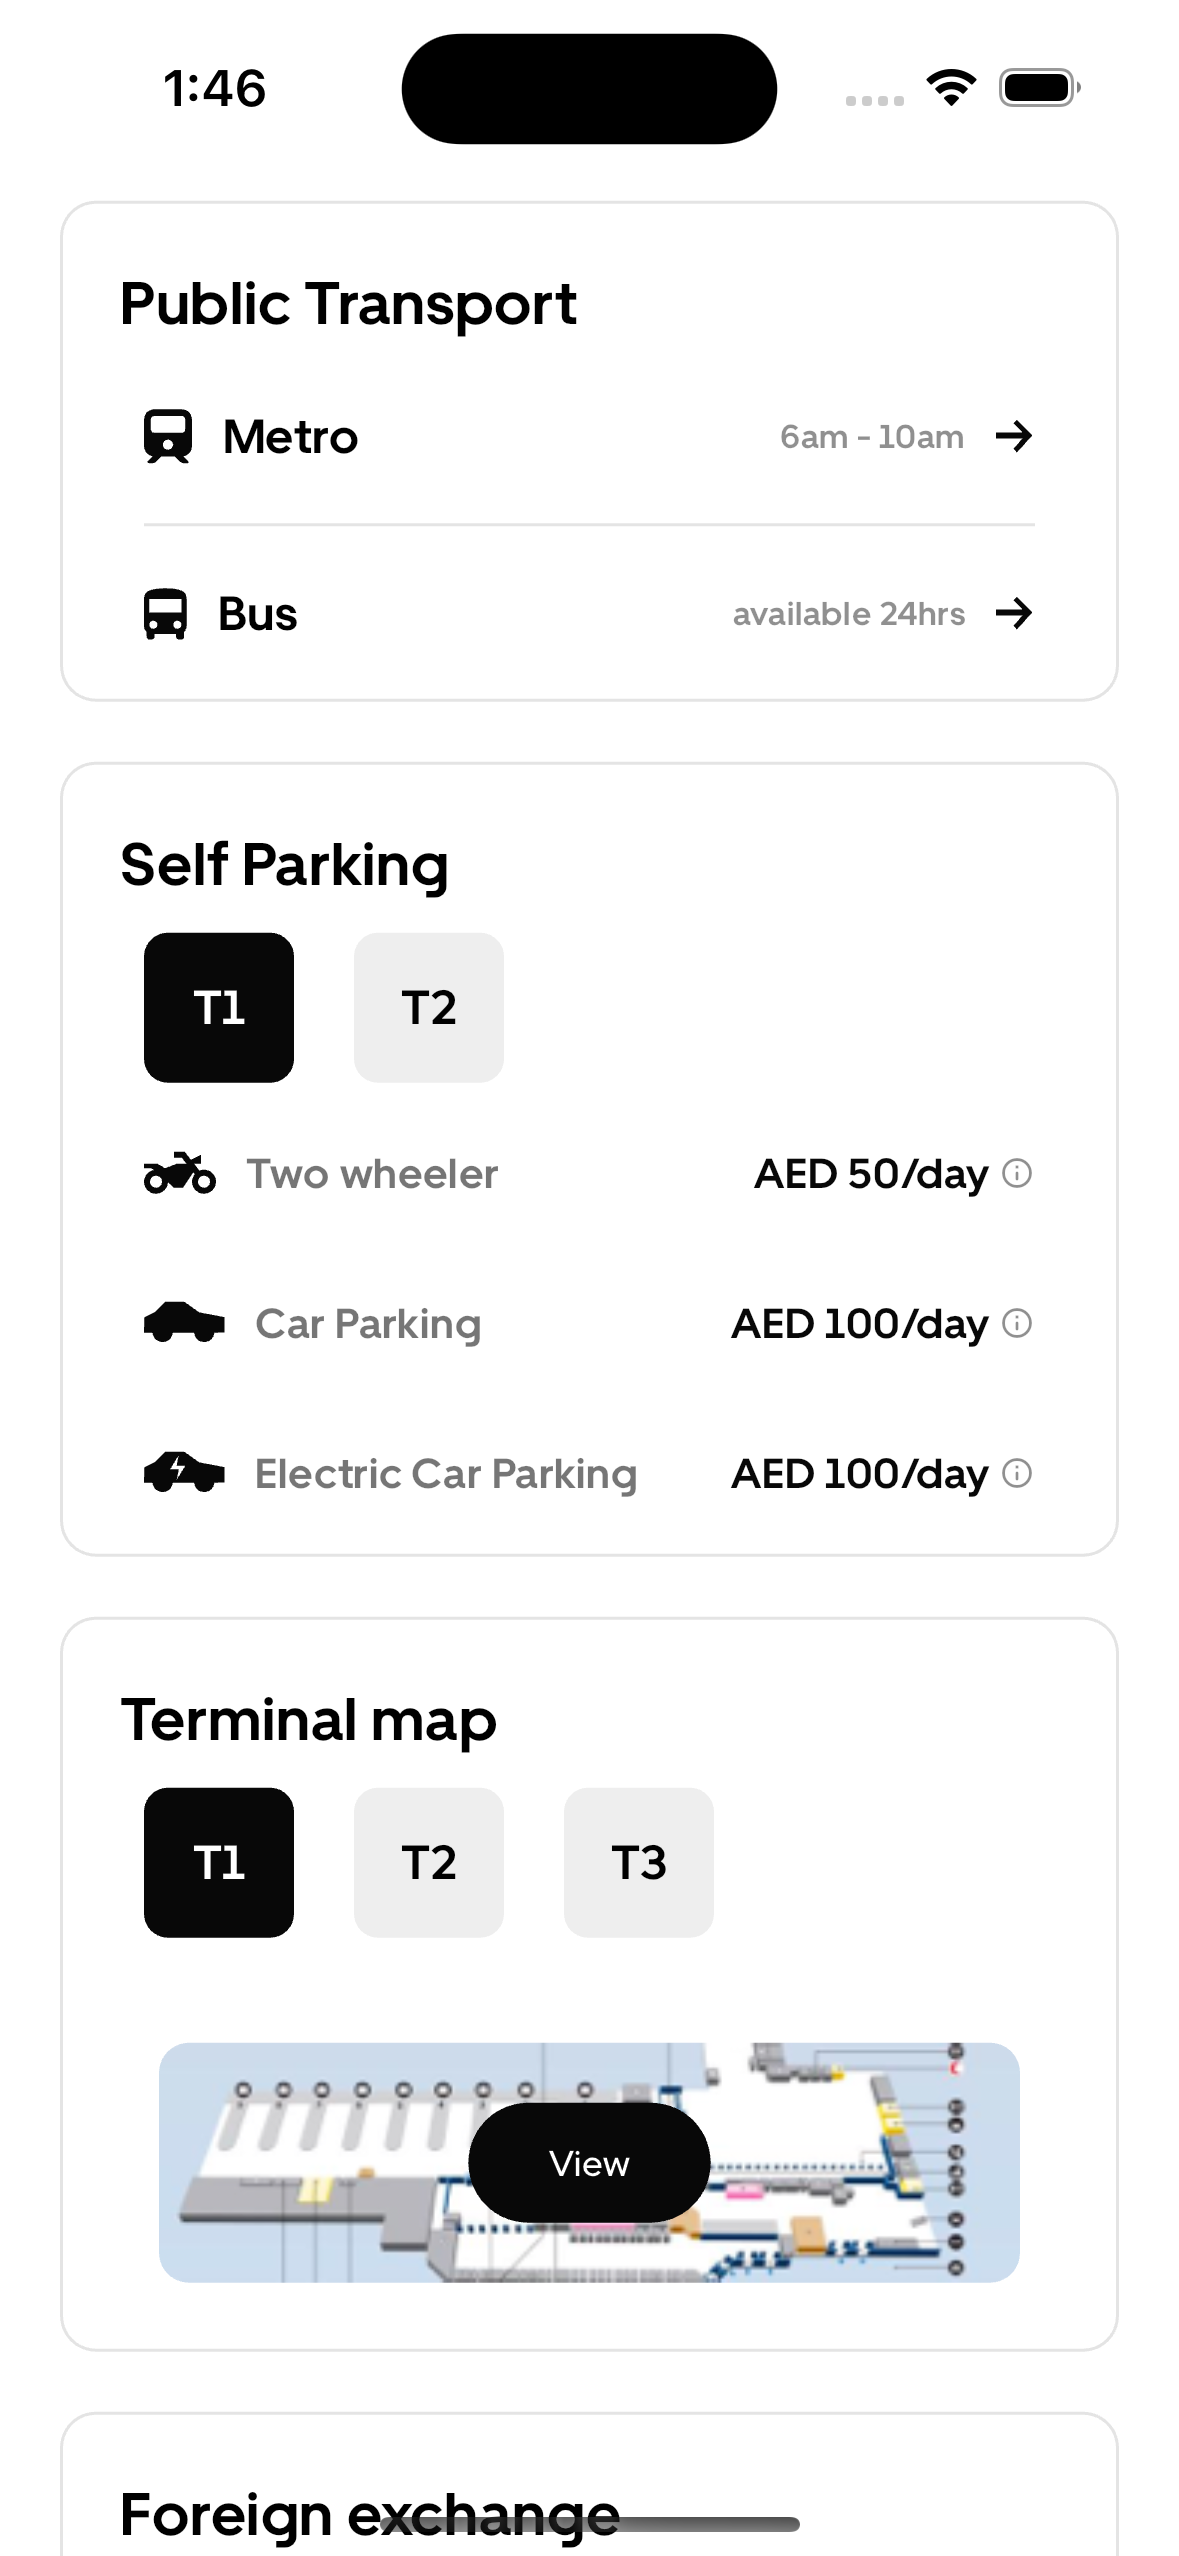 1:46
Public Transport
Metro 6am - 10am
Bus available 24hrs
Self Parking
T1 T2
Two wheeler AED 50/day
Car Parking AED 100/day
Electric Car Parking AED 100/day
Terminal map
T1 T2 T3
View
Foreign exchange